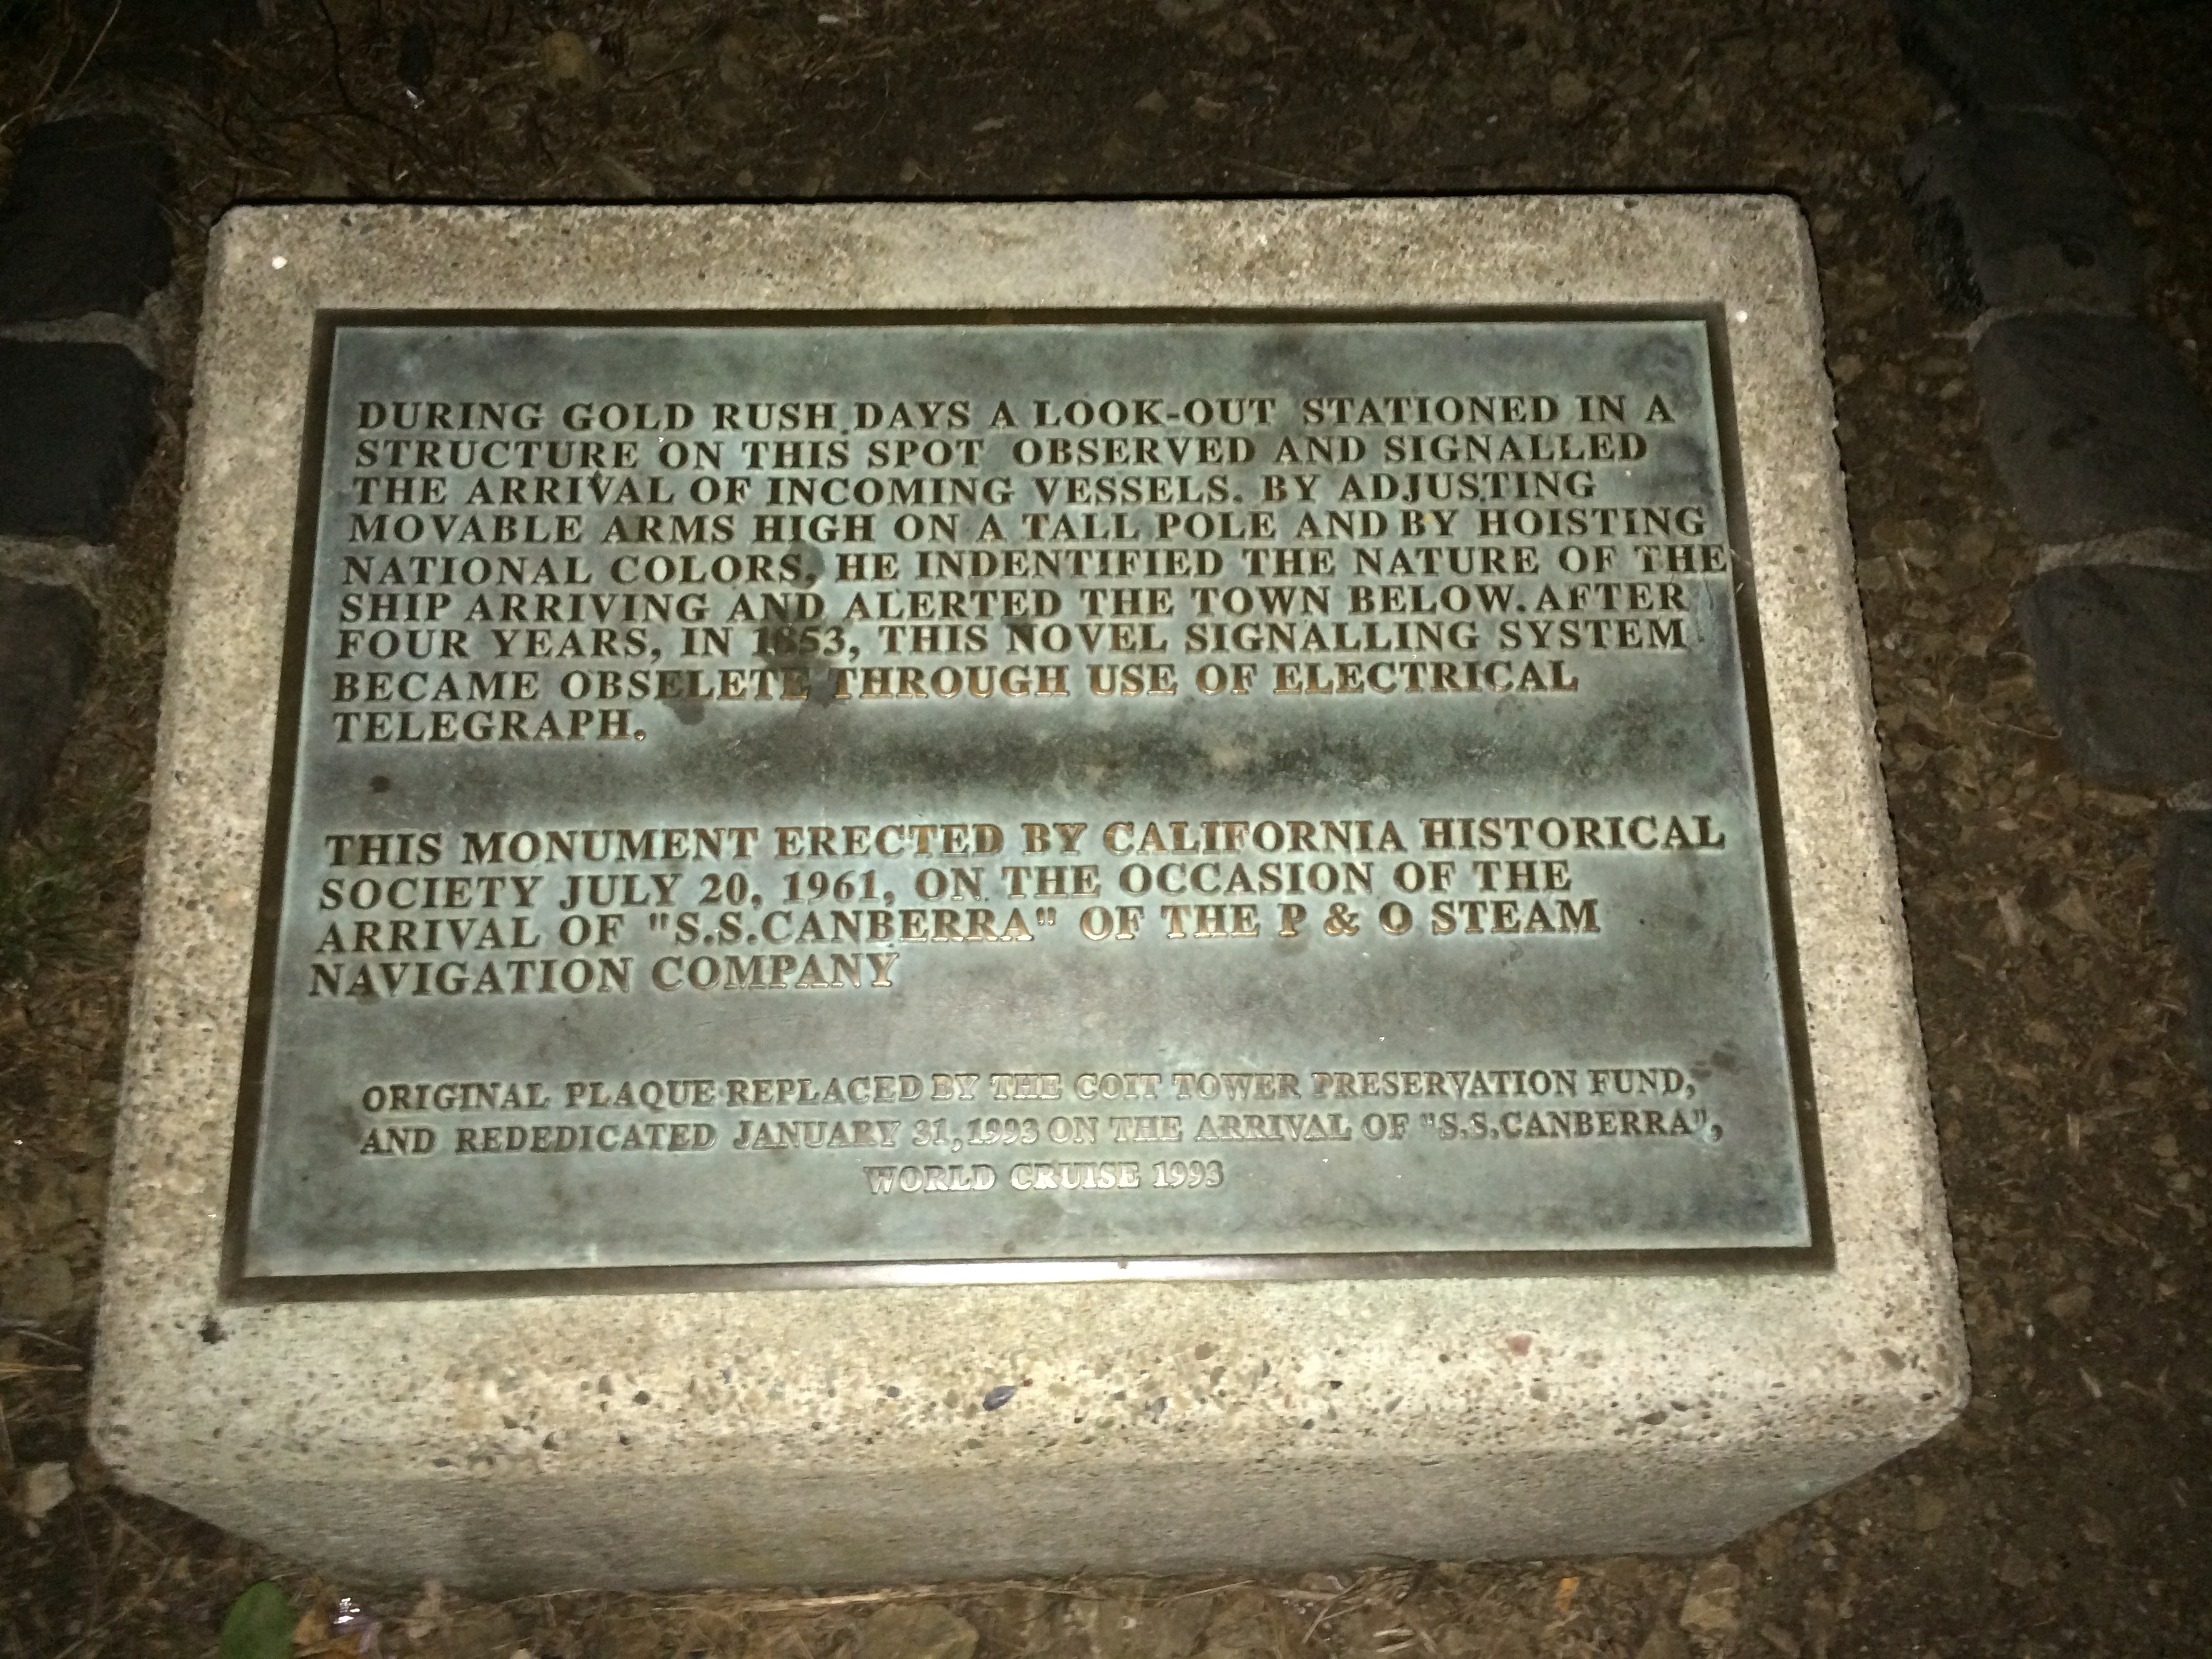 DURING GOLD RUSH DAYS A LOOK-OUT STATIONED IN A
STRUCTURE ON THIS SPOT OBSERVED AND SIGNALLED
THE ARRIVAL OF INCOMING VESSELS. BY ADJUSTING
MOVABLE ARMS HIGH ON A TALL POLE AND BY HOISTING
NATIONAL COLORS, HE INDENTIFIED THE NATURE OF THE
SHIP ARRIVING AND ALERTED THE TOWN BELOW. AFTER
FOUR YEARS, IN 1853, THIS NOVEL SIGNALLING SYSTEM
BECAME OBSELETE THROUGH USE OF ELECTRICAL
TELEGRAPH.
THIS MONUMENT ERECTED BY CALIFORNIA HISTORICAL
SOCIETY JULY 20, 1961, ON THE OCCASION OF THE
ARRIVAL OF "S.S.CANBERRA" OF THE P & O STEAM
NAVIGATION COMPANY
ORIGINAL PLAQUE REPLACED BY THE COIT TOWER PRESERVATION FUND,
AND REDEDICATED JANUARY 31, 1993 ON THE ARRIVAL OF "S.S.CANBERRA",
WORLD CRUISE 1993